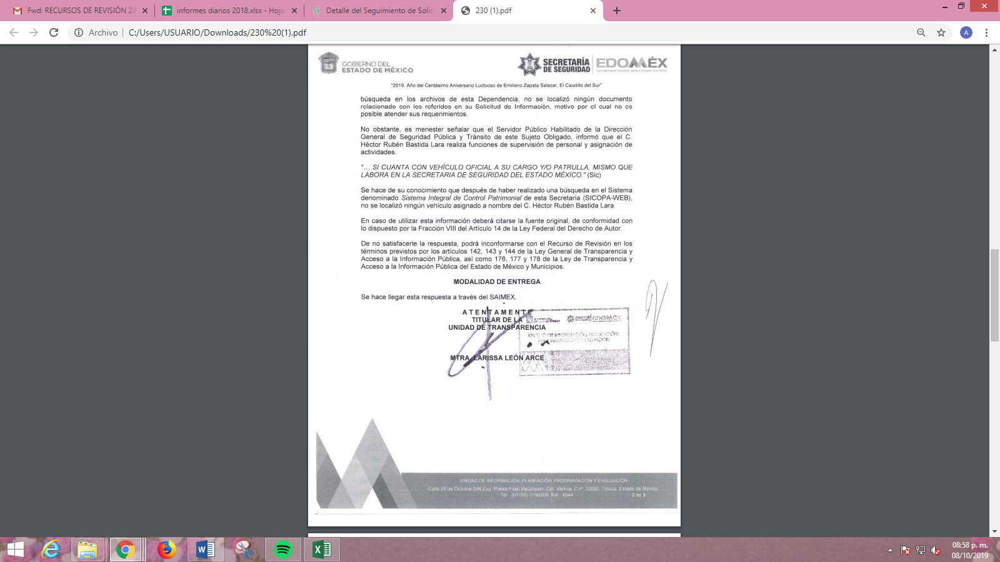 Fwd: RECURSOS DE REVISIÓN 2A
informes diarios 2018.xlsx - Hoja
Detalle del Seguimiento de Solic
230 (1).pdf
Archivo
C:/Users/USUARIO/Downloads/230%20(1).pdf
A
GOBIERNO DEL
ESTADO DE MÉXICO
SECRETARÍA
DE SEGURIDAD
EDOMÉX
DECISIONES FIRMES, RESULTADOS FUERTES.
"2019. Año del Centésimo Aniversario Luctuoso de Emiliano Zapata Salazar, El Caudillo del Sur"
búsqueda en los archivos de esta Dependencia, no se localizó ningún documento
relacionado con los referidos en su Solicitud de Información, motivo por el cual no es
posible atender sus requerimientos.
No obstante, es menester señalar que el Servidor Público Habilitado de la Dirección
General de Seguridad Pública y Tránsito de este Sujeto Obligado, informó que el C.
Héctor Rubén Bastida Lara realiza funciones de supervisión de personal y asignación de
actividades.
"... SI CUANTA CON VEHÍCULO OFICIAL A SU CARGO Y/O PATRULLA, MISMO QUE
LABORA EN LA SECRETARIA DE SEGURIDAD DEL ESTADO MÉXICO." (Sic)
Se hace de su conocimiento que después de haber realizado una búsqueda en el Sistema
denominado Sistema Integral de Control Patrimonial de esta Secretaría (SICOPA-WEB),
no se localizó ningún vehículo asignado a nombre del C. Héctor Rubén Bastida Lara.
En caso de utilizar esta información deberá citarse la fuente original, de conformidad con
lo dispuesto por la Fracción VIII del Artículo 14 de la Ley Federal del Derecho de Autor.
De no satisfacerle la respuesta, podrá inconformarse con el Recurso de Revisión en los
términos previstos por los artículos 142, 143 y 144 de la Ley General de Transparencia y
Acceso a la Información Pública, así como 176, 177 y 178 de la Ley de Transparencia y
Acceso a la Información Pública del Estado de México y Municipios.
MODALIDAD DE ENTREGA
Se hace llegar esta respuesta a través del SAIMEX.
A T E N T A M E N T E
TITULAR DE LA
UNIDAD DE TRANSPARENCIA
EDOMÉX
UNIDAD DE INFORMACIÓN, PLANEACIÓN,
PROGRAMACIÓN Y EVALUACIÓN
MTRA. LARISSA LEÓN ARCE
UNIDAD DE INFORMACIÓN, PLANEACIÓN, PROGRAMACIÓN Y EVALUACIÓN
Calle 28 de Octubre S/N Esq. Paseo Fidel Velázquez, Col. Vértice, C.P. 50090, Toluca, Estado de México.
Tel.: (01722) 2796200, Ext.: 4044
3 de 3
08:58 p. m.
08/10/2019